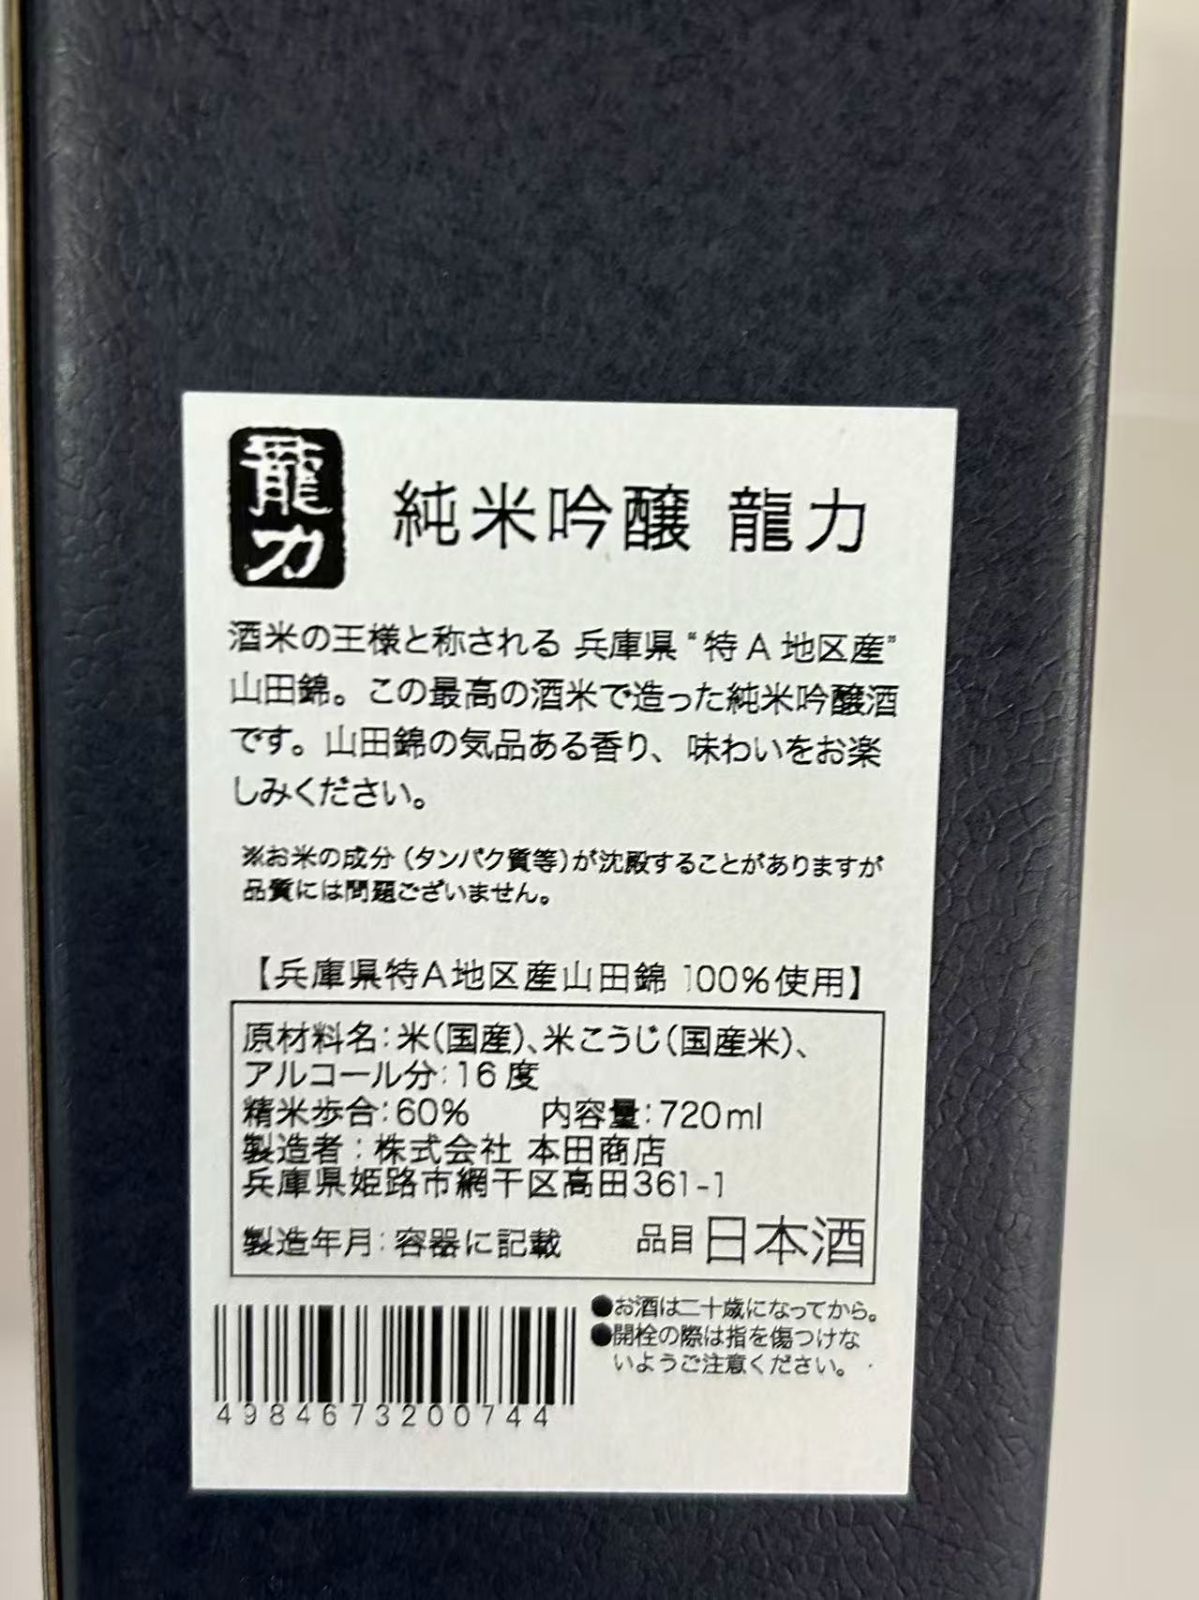 龍力
純米吟醸 龍力
酒米の王様と称される 兵庫県“特A地区産”
山田錦。この最高の酒米で造った純米吟醸酒
です。山田錦の気品ある香り、味わいをお楽
しみください。
※お米の成分(タンパク質等)が沈殿することがありますが
品質には問題ございません。
【兵庫県特A地区産山田錦 100%使用】
原材料名:米(国産)、米こうじ(国産米)、
アルコール分:16度
精米歩合:60% 内容量:720ml
製造者:株式会社 本田商店
兵庫県姫路市網干区高田361-1
製造年月:容器に記載 品目 日本酒
●お酒は二十歳になってから。
●開栓の際は指を傷つけな
いようご注意ください。
4984673200744